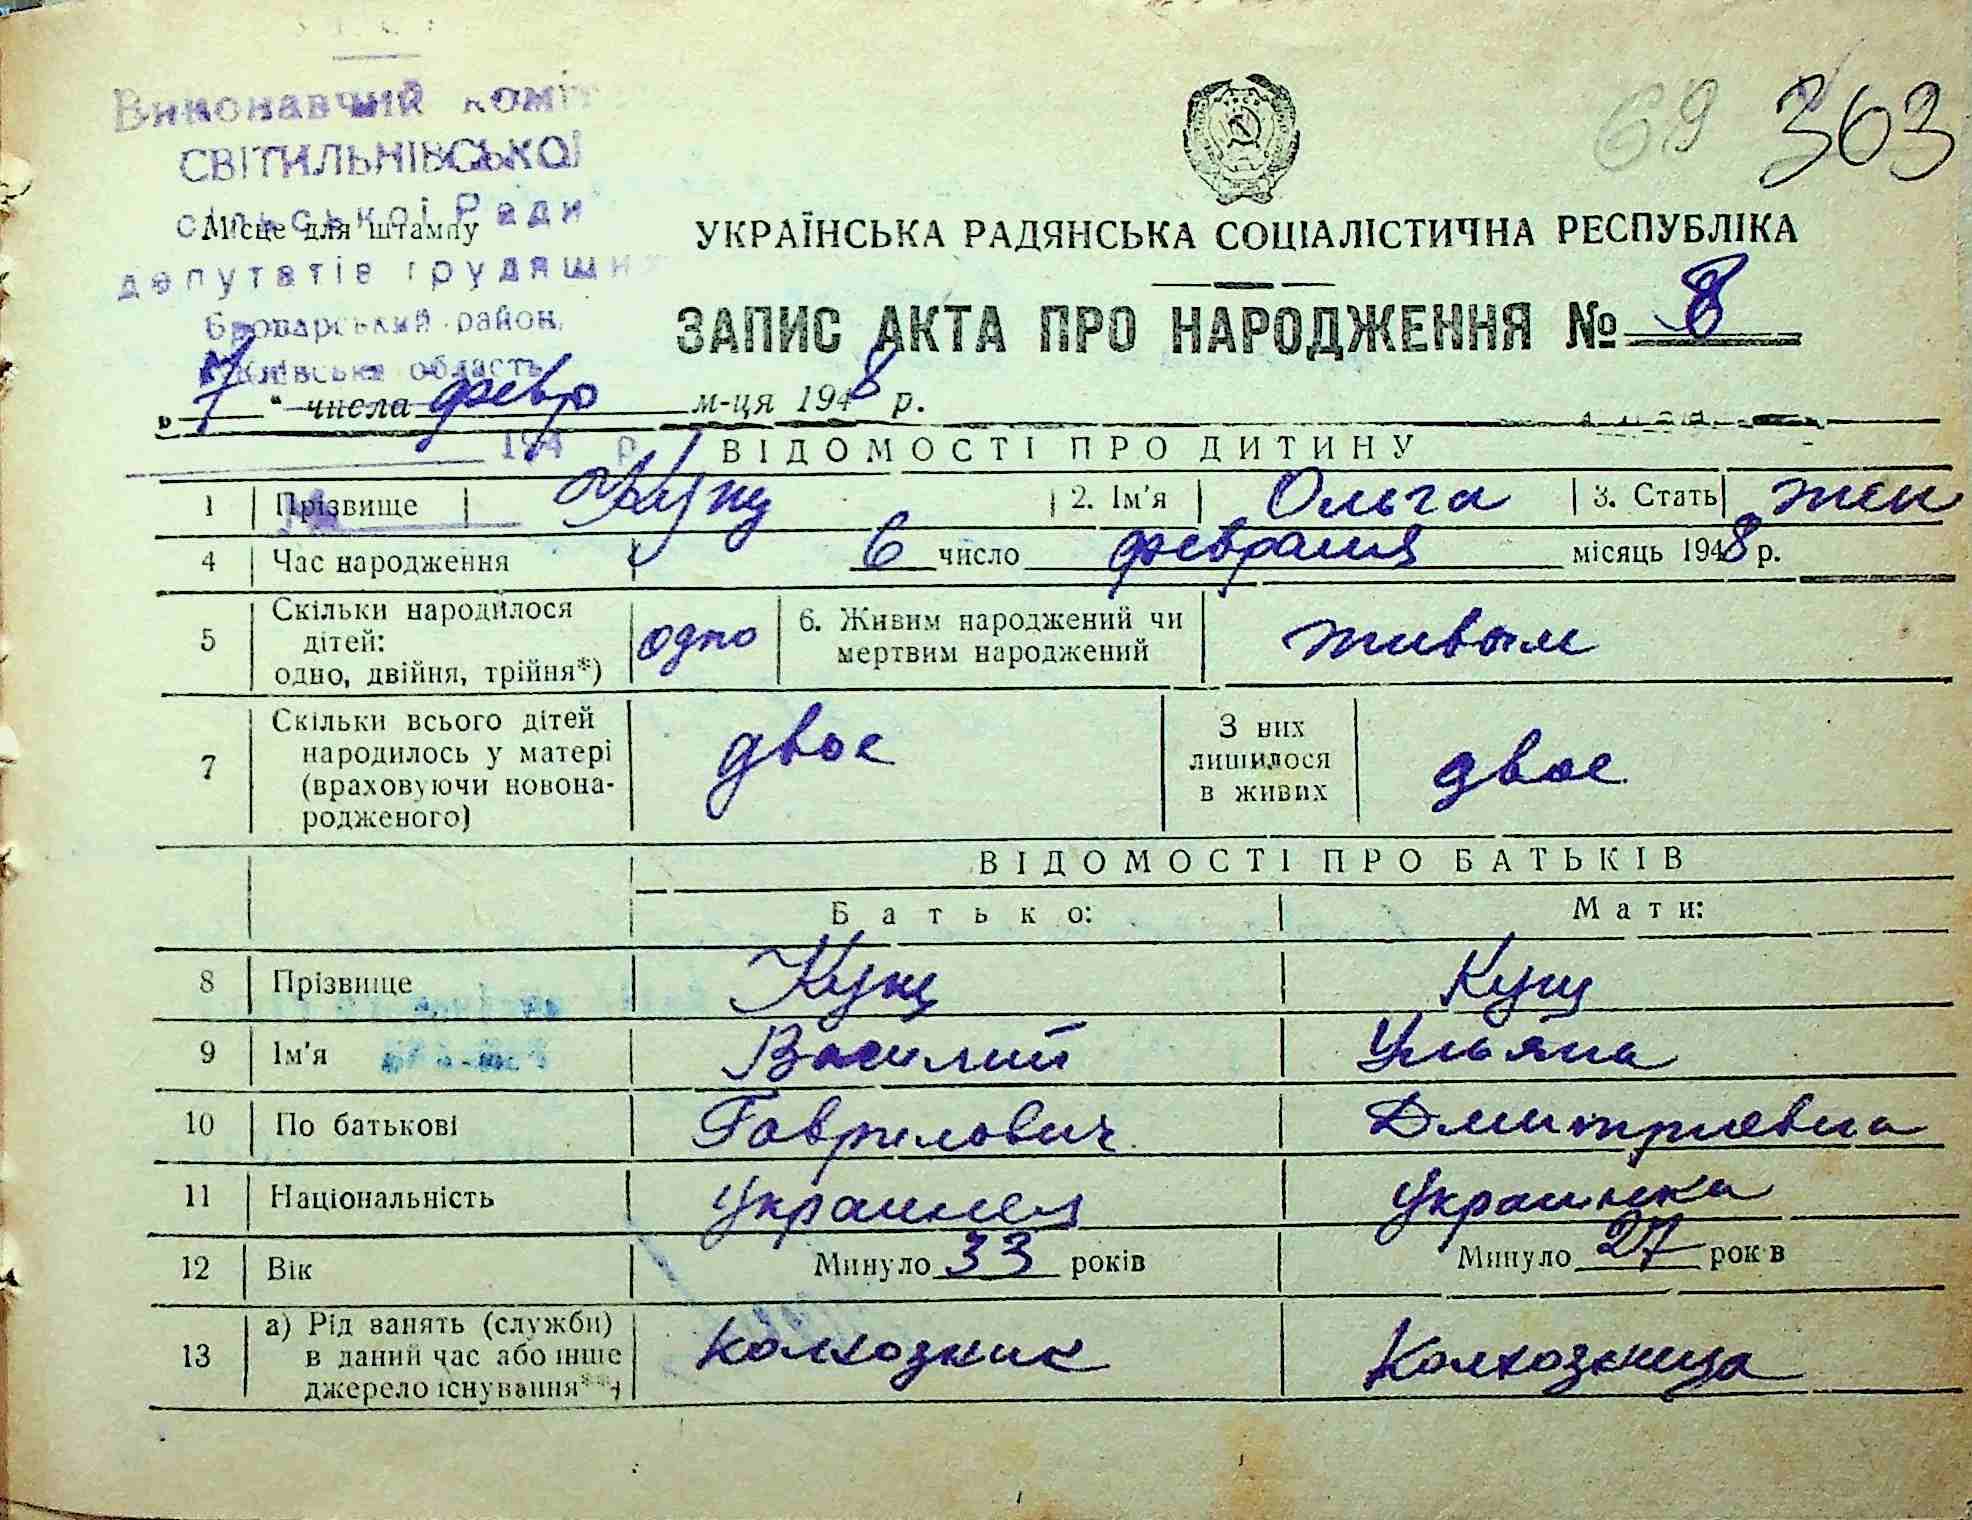 Виконавчий коміт
СВІТИЛЬНІВСЬКОЇ
сільської Ради
Місце для штампу
депутатів трудящих
Броварський район,
Київська область
69 363
УКРАЇНСЬКА РАДЯНСЬКА СОЦІАЛІСТИЧНА РЕСПУБЛІКА
ЗАПИС АКТА ПРО НАРОДЖЕННЯ № 8
„ 7 “ числа февр м-ця 1948 р.
194 р.
ВІДОМОСТІ ПРО ДИТИНУ
1 Прізвище Кущ 2. Ім'я Ольга 3. Стать жен
4 Час народження 6 число февраля місяць 1948 р.
5 Скільки народилося дітей: одно, двійня, трійня*) одно 6. Живим народжений чи мертвим народжений живым
7 Скільки всього дітей народилось у матері (враховуючи новонародженого) двое З них лишилося в живих двое
ВІДОМОСТІ ПРО БАТЬКІВ
Батько: Мати:
8 Прізвище Кущ Кущ
9 Ім'я Василий Ульяна
10 По батькові Гаврилович Дмитриевна
11 Національність Украинец Украинка
12 Вік Минуло 33 років Минуло 27 рок в
13 а) Рід занять (служби) в даний час або інше джерело існування**) колхозник Колхозница